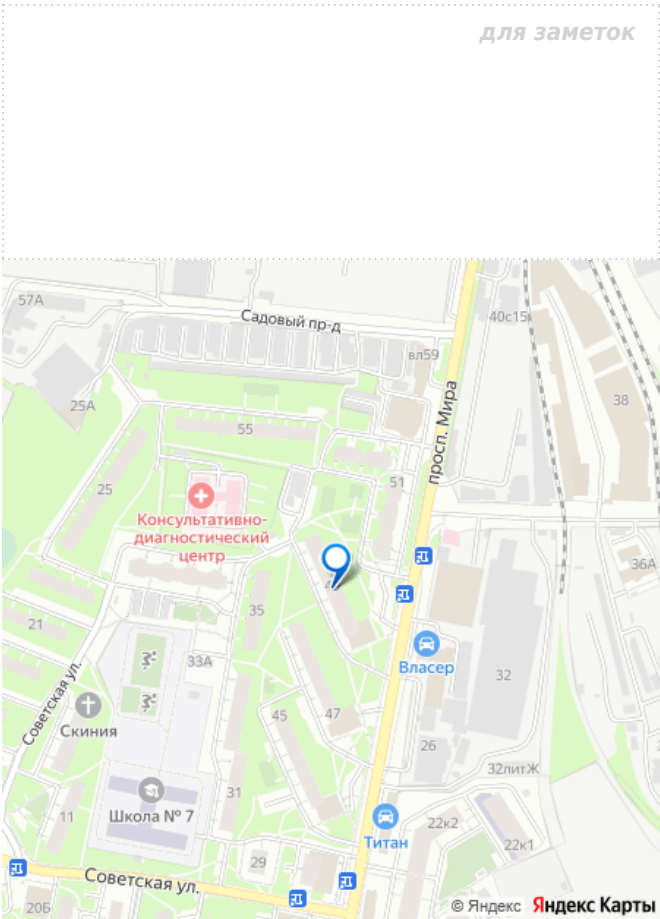 для заметок
57А
Садовый пр-д
40с15
вл59
25А
просп. Мира
38
55
51
25
Консультативно-
диагностический
центр
36А
35
21
33А
Власер
32
Советская ул.
Скиния
45
47
26
32литЖ
31
11
Школа № 7
Титан
22к2
22к1
29
Советская ул.
20Б
© Яндекс Яндекс Карты